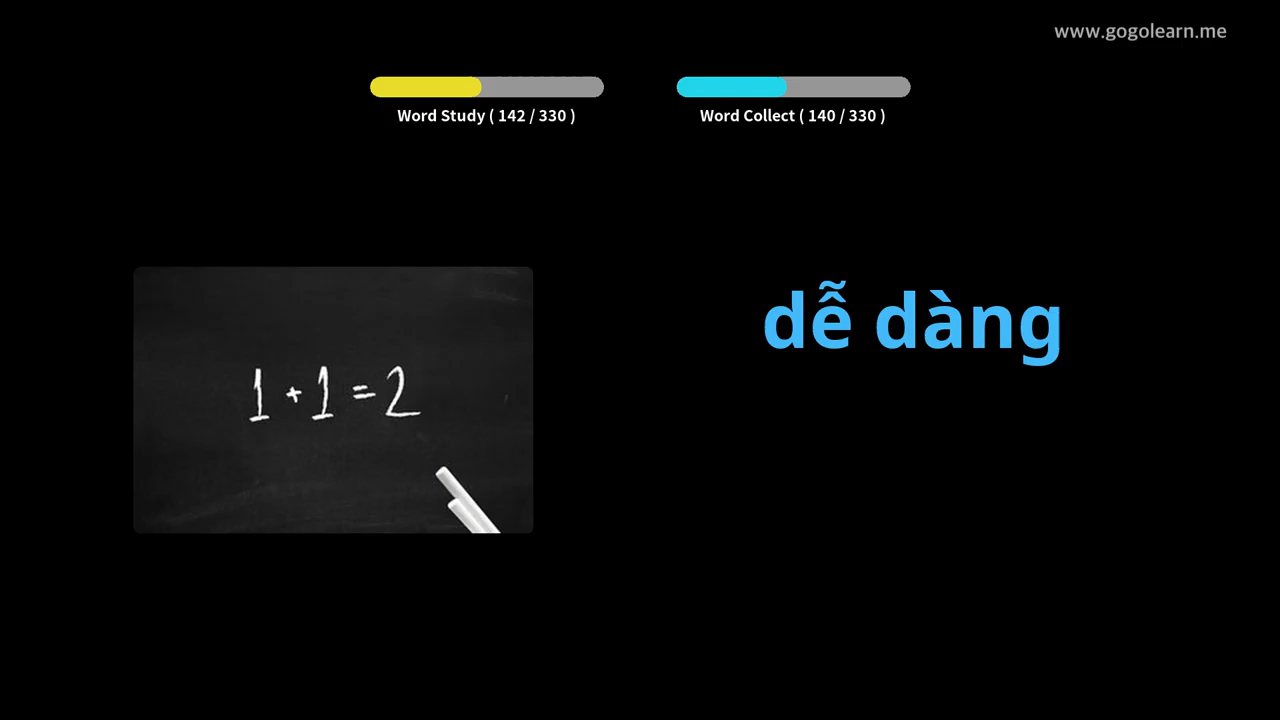 www.gogolearn.me
Word Study ( 142 / 330 )
Word Collect ( 140 / 330 )
dễ dàng
1 + 1 = 2